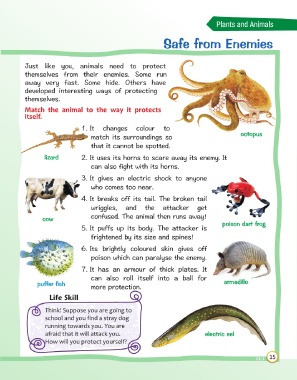 Plants and Animals
Safe from Enemies
Just like you, animals need to protect
themselves from their enemies. Some run
away very fast. Some hide. Others have
developed interesting ways of protecting
themselves.
Match the animal to the way it protects
itself.
1. It changes colour to
match its surroundings so
that it cannot be spotted.
octopus
lizard
2. It uses its horns to scare away its enemy. It
can also fight with its horns.
3. It gives an electric shock to anyone
who comes too near.
4. It breaks off its tail. The broken tail
wriggles, and the attacker get
confused. The animal then runs away!
cow
poison dart frog
5. It puffs up its body. The attacker is
frightened by its size and spines!
6. Its brightly coloured skin gives off
poison which can paralyse the enemy.
7. It has an armour of thick plates. It
can also roll itself into a ball for
more protection.
puffer fish
armadillo
Life Skill
Think! Suppose you are going to
school and you find a stray dog
running towards you. You are
afraid that it will attack you.
How will you protect yourself?
electric eel
15